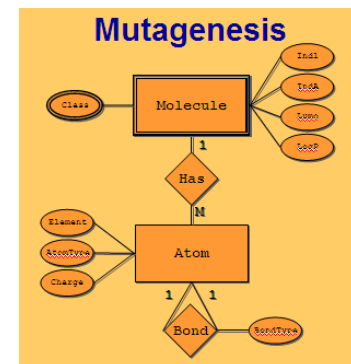 Mutagenesis
Ind1
Class
Molecule
IndA
Lumo
LogP
1
Has
M
Element
AtomType
Atom
Charge
1 1
Bond
BondType